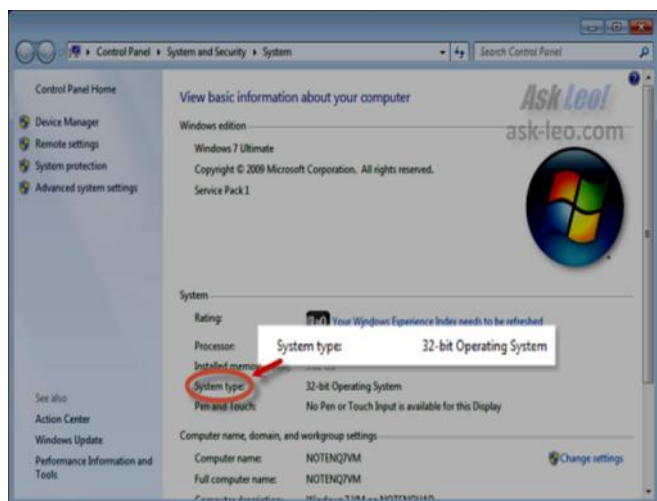 Control Panel ▸ System and Security ▸ System
Search Control Panel
Control Panel Home
Device Manager
Remote settings
System protection
Advanced system settings
See also
Action Center
Windows Update
Performance Information and
Tools
View basic information about your computer
Ask Leo!
ask-leo.com
Windows edition
Windows 7 Ultimate
Copyright © 2009 Microsoft Corporation. All rights reserved.
Service Pack 1
System
Rating:
Your Windows Experience Index needs to be refreshed
Processor:
System type: 32-bit Operating System
Installed memory
System type: 32-bit Operating System
Pen and Touch: No Pen or Touch Input is available for this Display
Computer name, domain, and workgroup settings
Computer name: NOTENQ7VM
Change settings
Full computer name: NOTENQ7VM
Computer description: